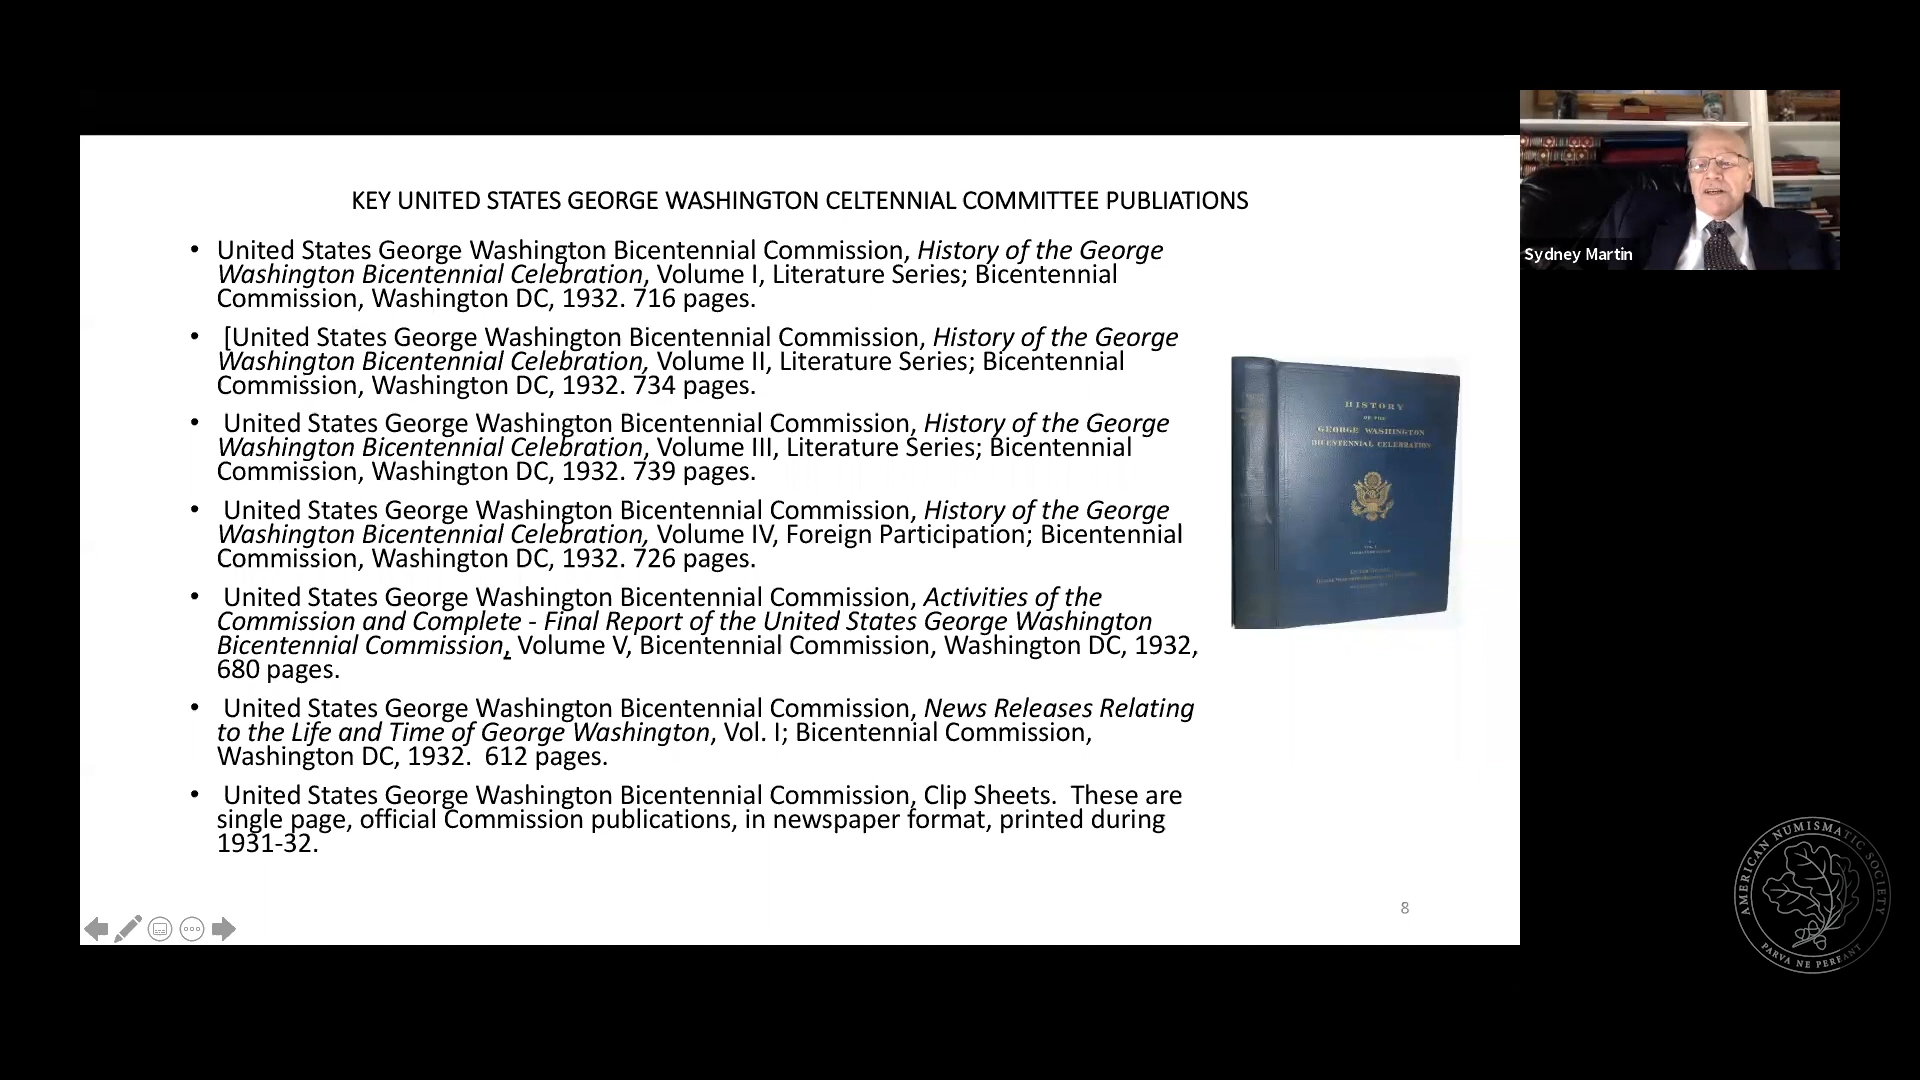 KEY UNITED STATES GEORGE WASHINGTON CELTENNIAL COMMITTEE PUBLIATIONS
• United States George Washington Bicentennial Commission, History of the George
Washington Bicentennial Celebration, Volume I, Literature Series; Bicentennial
Commission, Washington DC, 1932. 716 pages.
• [United States George Washington Bicentennial Commission, History of the George
Washington Bicentennial Celebration, Volume II, Literature Series; Bicentennial
Commission, Washington DC, 1932. 734 pages.
• United States George Washington Bicentennial Commission, History of the George
Washington Bicentennial Celebration, Volume III, Literature Series; Bicentennial
Commission, Washington DC, 1932. 739 pages.
• United States George Washington Bicentennial Commission, History of the George
Washington Bicentennial Celebration, Volume IV, Foreign Participation; Bicentennial
Commission, Washington DC, 1932. 726 pages.
• United States George Washington Bicentennial Commission, Activities of the
Commission and Complete - Final Report of the United States George Washington
Bicentennial Commission, Volume V, Bicentennial Commission, Washington DC, 1932,
680 pages.
• United States George Washington Bicentennial Commission, News Releases Relating
to the Life and Time of George Washington, Vol. I; Bicentennial Commission,
Washington DC, 1932.  612 pages.
• United States George Washington Bicentennial Commission, Clip Sheets.  These are
single page, official Commission publications, in newspaper format, printed during
1931-32.
HISTORY
OF THE
GEORGE WASHINGTON
BICENTENNIAL CELEBRATION
8
Sydney Martin
AMERICAN NUMISMATIC SOCIETY
PARVA NE PEREANT